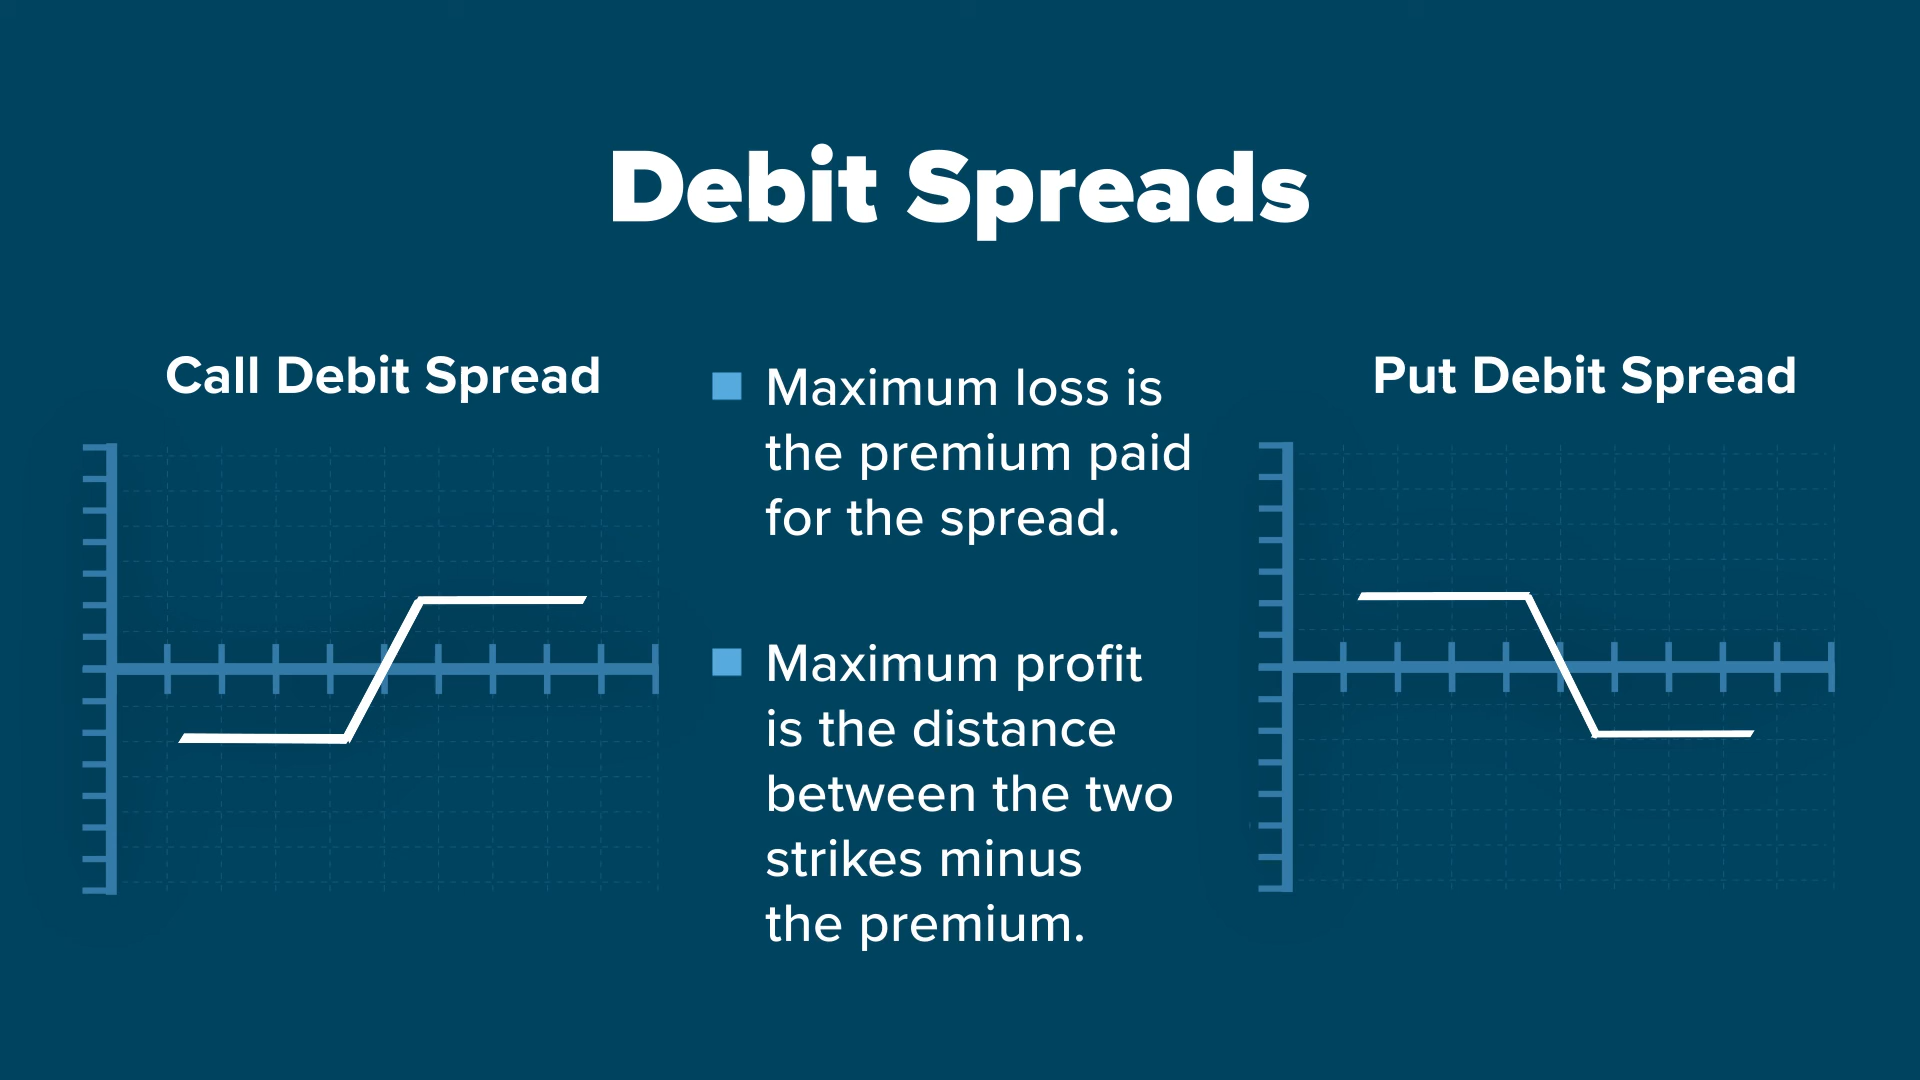 Debit Spreads
Call Debit Spread
Maximum loss is
the premium paid
for the spread.
Maximum profit
is the distance
between the two
strikes minus
the premium.
Put Debit Spread